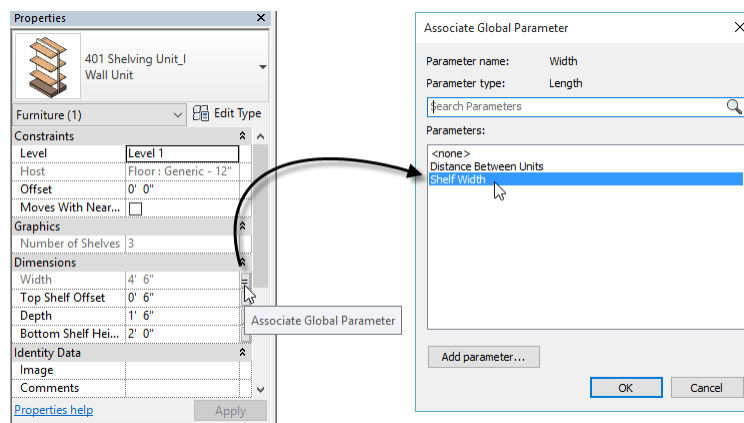 Properties
401 Shelving Unit_I
Wall Unit
Furniture (1)
Edit Type
Constraints
Level Level 1
Host Floor : Generic - 12"
Offset 0' 0"
Moves With Near...
Graphics
Number of Shelves 3
Dimensions
Width 4' 6"
Top Shelf Offset 0' 6"
Depth 1' 6"
Bottom Shelf Hei... 2' 0"
Identity Data
Image
Comments
Properties help
Apply
Associate Global Parameter
Associate Global Parameter
Parameter name: Width
Parameter type: Length
Search Parameters
Parameters:
<none>
Distance Between Units
Shelf Width
Add parameter...
OK
Cancel